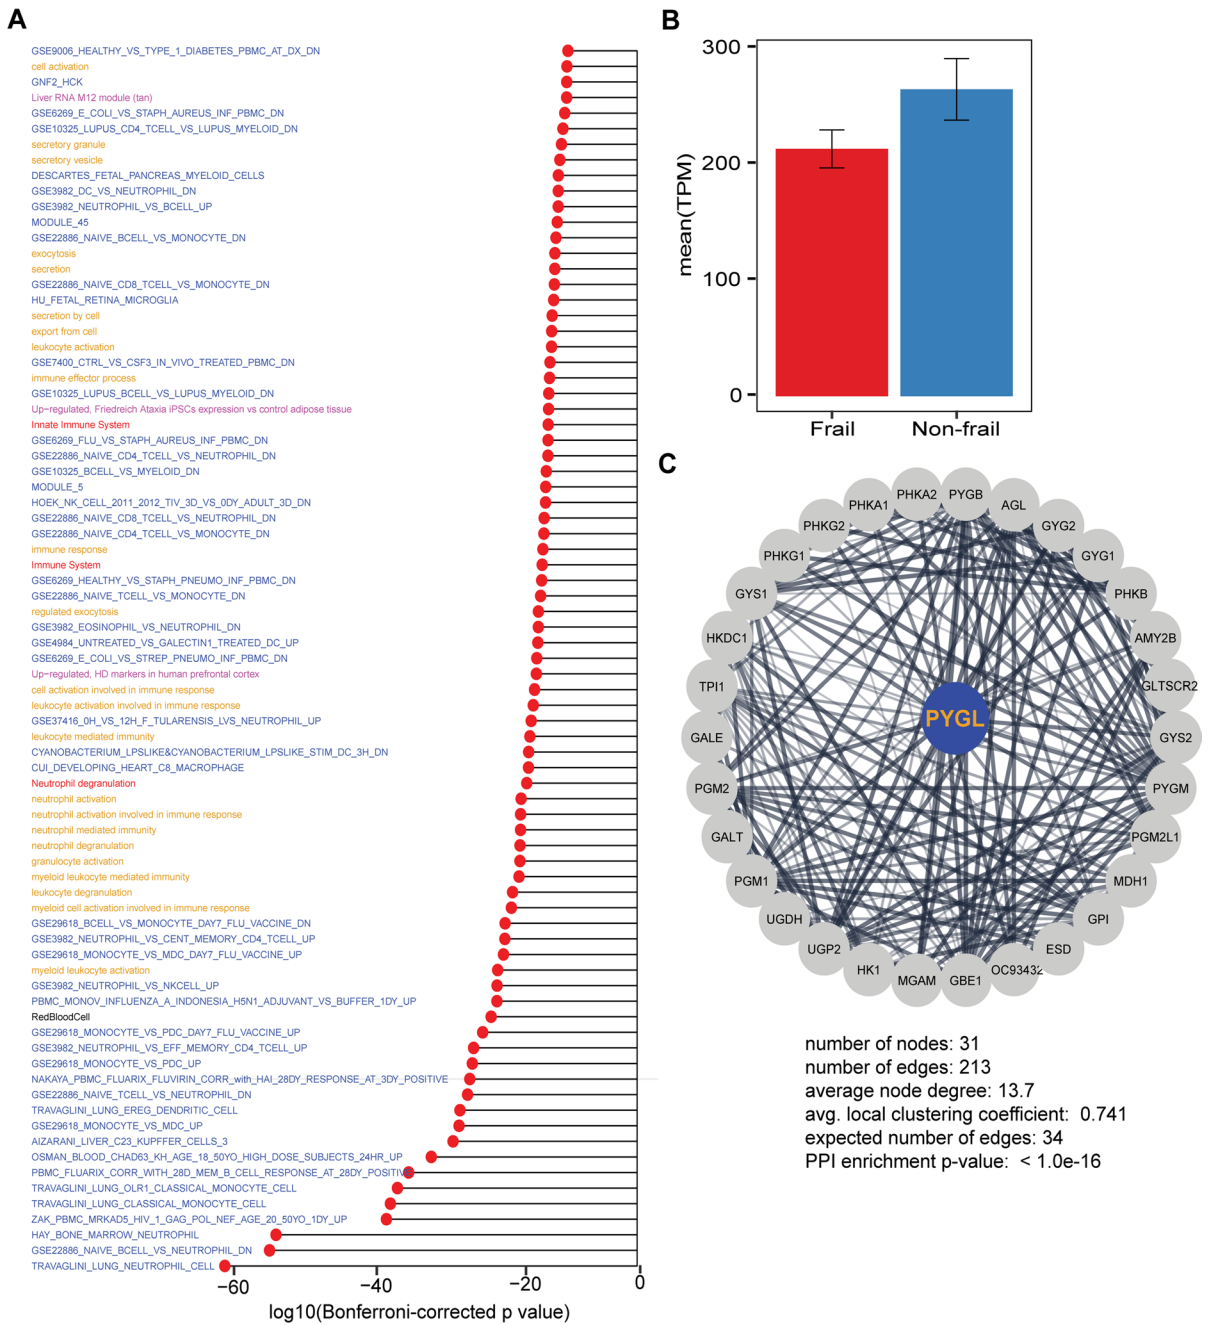 A
GSE9006_HEALTHY_VS_TYPE_1_DIABETES_PBMC_AT_DX_DN
cell activation
GNF2_HCK
Liver RNA M12 module (tan)
GSE6269_E_COLI_VS_STAPH_AUREUS_INF_PBMC_DN
GSE10325_LUPUS_CD4_TCELL_VS_LUPUS_MYELOID_DN
secretory granule
secretory vesicle
DESCARTES_FETAL_PANCREAS_MYELOID_CELLS
GSE3982_DC_VS_NEUTROPHIL_DN
GSE3982_NEUTROPHIL_VS_BCELL_UP
MODULE_45
GSE22886_NAIVE_BCELL_VS_MONOCYTE_DN
exocytosis
secretion
GSE22886_NAIVE_CD8_TCELL_VS_MONOCYTE_DN
HU_FETAL_RETINA_MICROGLIA
secretion by cell
export from cell
leukocyte activation
GSE7400_CTRL_VS_CSF3_IN_VIVO_TREATED_PBMC_DN
immune effector process
GSE10325_LUPUS_BCELL_VS_LUPUS_MYELOID_DN
Up−regulated, Friedreich Ataxia iPSCs expression vs control adipose tissue
Innate Immune System
GSE6269_FLU_VS_STAPH_AUREUS_INF_PBMC_DN
GSE22886_NAIVE_CD4_TCELL_VS_NEUTROPHIL_DN
GSE10325_BCELL_VS_MYELOID_DN
MODULE_5
HOEK_NK_CELL_2011_2012_TIV_3D_VS_0DY_ADULT_3D_DN
GSE22886_NAIVE_CD8_TCELL_VS_NEUTROPHIL_DN
GSE22886_NAIVE_CD4_TCELL_VS_MONOCYTE_DN
immune response
Immune System
GSE6269_HEALTHY_VS_STAPH_PNEUMO_INF_PBMC_DN
GSE22886_NAIVE_TCELL_VS_MONOCYTE_DN
regulated exocytosis
GSE3982_EOSINOPHIL_VS_NEUTROPHIL_DN
GSE4984_UNTREATED_VS_GALECTIN1_TREATED_DC_UP
GSE6269_E_COLI_VS_STREP_PNEUMO_INF_PBMC_DN
Up−regulated, HD markers in human prefrontal cortex
cell activation involved in immune response
leukocyte activation involved in immune response
GSE37416_0H_VS_12H_F_TULARENSIS_LVS_NEUTROPHIL_UP
leukocyte mediated immunity
CYANOBACTERIUM_LPSLIKE&CYANOBACTERIUM_LPSLIKE_STIM_DC_3H_DN
CUI_DEVELOPING_HEART_C8_MACROPHAGE
Neutrophil degranulation
neutrophil activation
neutrophil activation involved in immune response
neutrophil mediated immunity
neutrophil degranulation
granulocyte activation
myeloid leukocyte mediated immunity
leukocyte degranulation
myeloid cell activation involved in immune response
GSE29618_BCELL_VS_MONOCYTE_DAY7_FLU_VACCINE_DN
GSE3982_NEUTROPHIL_VS_CENT_MEMORY_CD4_TCELL_UP
GSE29618_MONOCYTE_VS_MDC_DAY7_FLU_VACCINE_UP
myeloid leukocyte activation
GSE3982_NEUTROPHIL_VS_NKCELL_UP
PBMC_MONOV_INFLUENZA_A_INDONESIA_H5N1_ADJUVANT_VS_BUFFER_1DY_UP
RedBloodCell
GSE29618_MONOCYTE_VS_PDC_DAY7_FLU_VACCINE_UP
GSE3982_NEUTROPHIL_VS_EFF_MEMORY_CD4_TCELL_UP
GSE29618_MONOCYTE_VS_PDC_UP
NAKAYA_PBMC_FLUARIX_FLUVIRIN_CORR_with_HAI_28DY_RESPONSE_AT_3DY_POSITIVE
GSE22886_NAIVE_TCELL_VS_NEUTROPHIL_DN
TRAVAGLINI_LUNG_EREG_DENDRITIC_CELL
GSE29618_MONOCYTE_VS_MDC_UP
AIZARANI_LIVER_C23_KUPFFER_CELLS_3
OSMAN_BLOOD_CHAD63_KH_AGE_18_50YO_HIGH_DOSE_SUBJECTS_24HR_UP
PBMC_FLUARIX_CORR_WITH_28D_MEM_B_CELL_RESPONSE_AT_28DY_POSITIVE
TRAVAGLINI_LUNG_OLR1_CLASSICAL_MONOCYTE_CELL
TRAVAGLINI_LUNG_CLASSICAL_MONOCYTE_CELL
ZAK_PBMC_MRKAD5_HIV_1_GAG_POL_NEF_AGE_20_50YO_1DY_UP
HAY_BONE_MARROW_NEUTROPHIL
GSE22886_NAIVE_BCELL_VS_NEUTROPHIL_DN
TRAVAGLINI_LUNG_NEUTROPHIL_CELL
−60 −40 −20 0
log10(Bonferroni-corrected p value)
B
300
200
100
0
mean(TPM)
Frail Non-frail
C
PHKA2
PYGB
PHKA1
AGL
PHKG2
GYG2
PHKG1
GYG1
GYS1
PHKB
HKDC1
AMY2B
TPI1
GLTSCR2
PYGL
GALE
GYS2
PGM2
PYGM
GALT
PGM2L1
PGM1
MDH1
UGDH
GPI
UGP2
ESD
HK1
OC93432
MGAM
GBE1
number of nodes: 31
number of edges: 213
average node degree: 13.7
avg. local clustering coefficient: 0.741
expected number of edges: 34
PPI enrichment p-value: < 1.0e-16